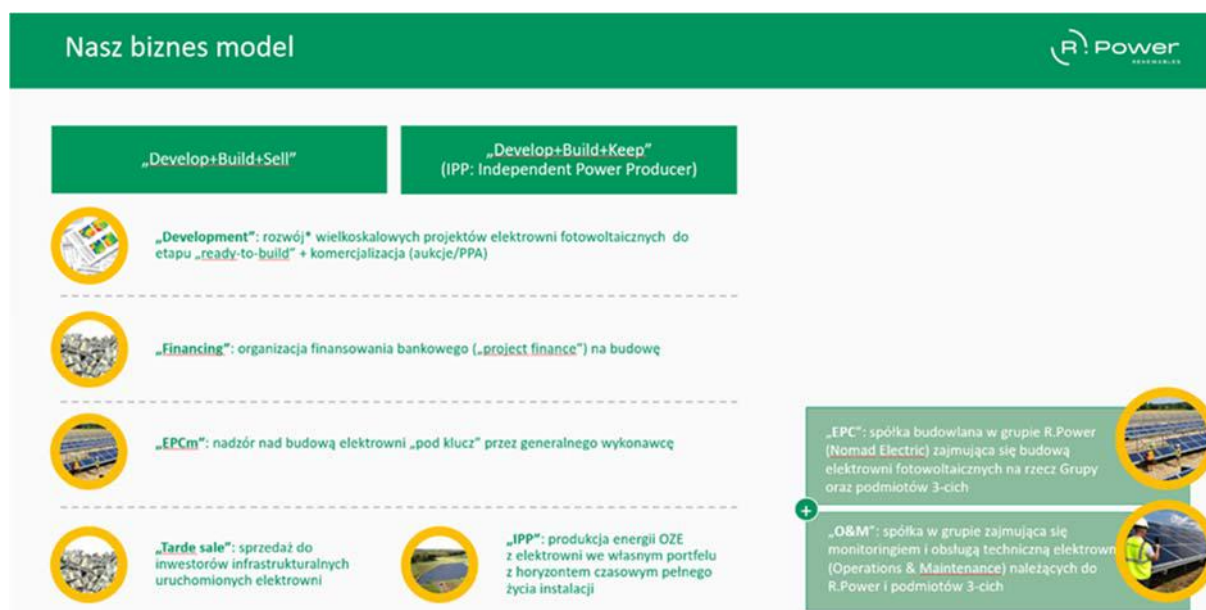 Nasz biznes model
R.Power
RENEWABLES
„Develop+Build+Sell”
„Develop+Build+Keep”
(IPP: Independent Power Producer)
„Development”: rozwój* wielkoskalowych projektów elektrowni fotowoltaicznych do
etapu „ready-to-build” + komercjalizacja (aukcje/PPA)
„Financing”: organizacja finansowania bankowego („project finance”) na budowę
„EPCm”: nadzór nad budową elektrowni „pod klucz” przez generalnego wykonawcę
„Tarde sale”: sprzedaż do
inwestorów infrastrukturalnych
uruchomionych elektrowni
„IPP”: produkcja energii OZE
z elektrowni we własnym portfelu
z horyzontem czasowym pełnego
życia instalacji
„EPC”: spółka budowlana w grupie R.Power
(Nomad Electric) zajmująca się budową
elektrowni fotowoltaicznych na rzecz Grupy
oraz podmiotów 3-cich
+
„O&M”: spółka w grupie zajmująca się
monitoringiem i obsługą techniczną elektrown
(Operations & Maintenance) należących do
R.Power i podmiotów 3-cich